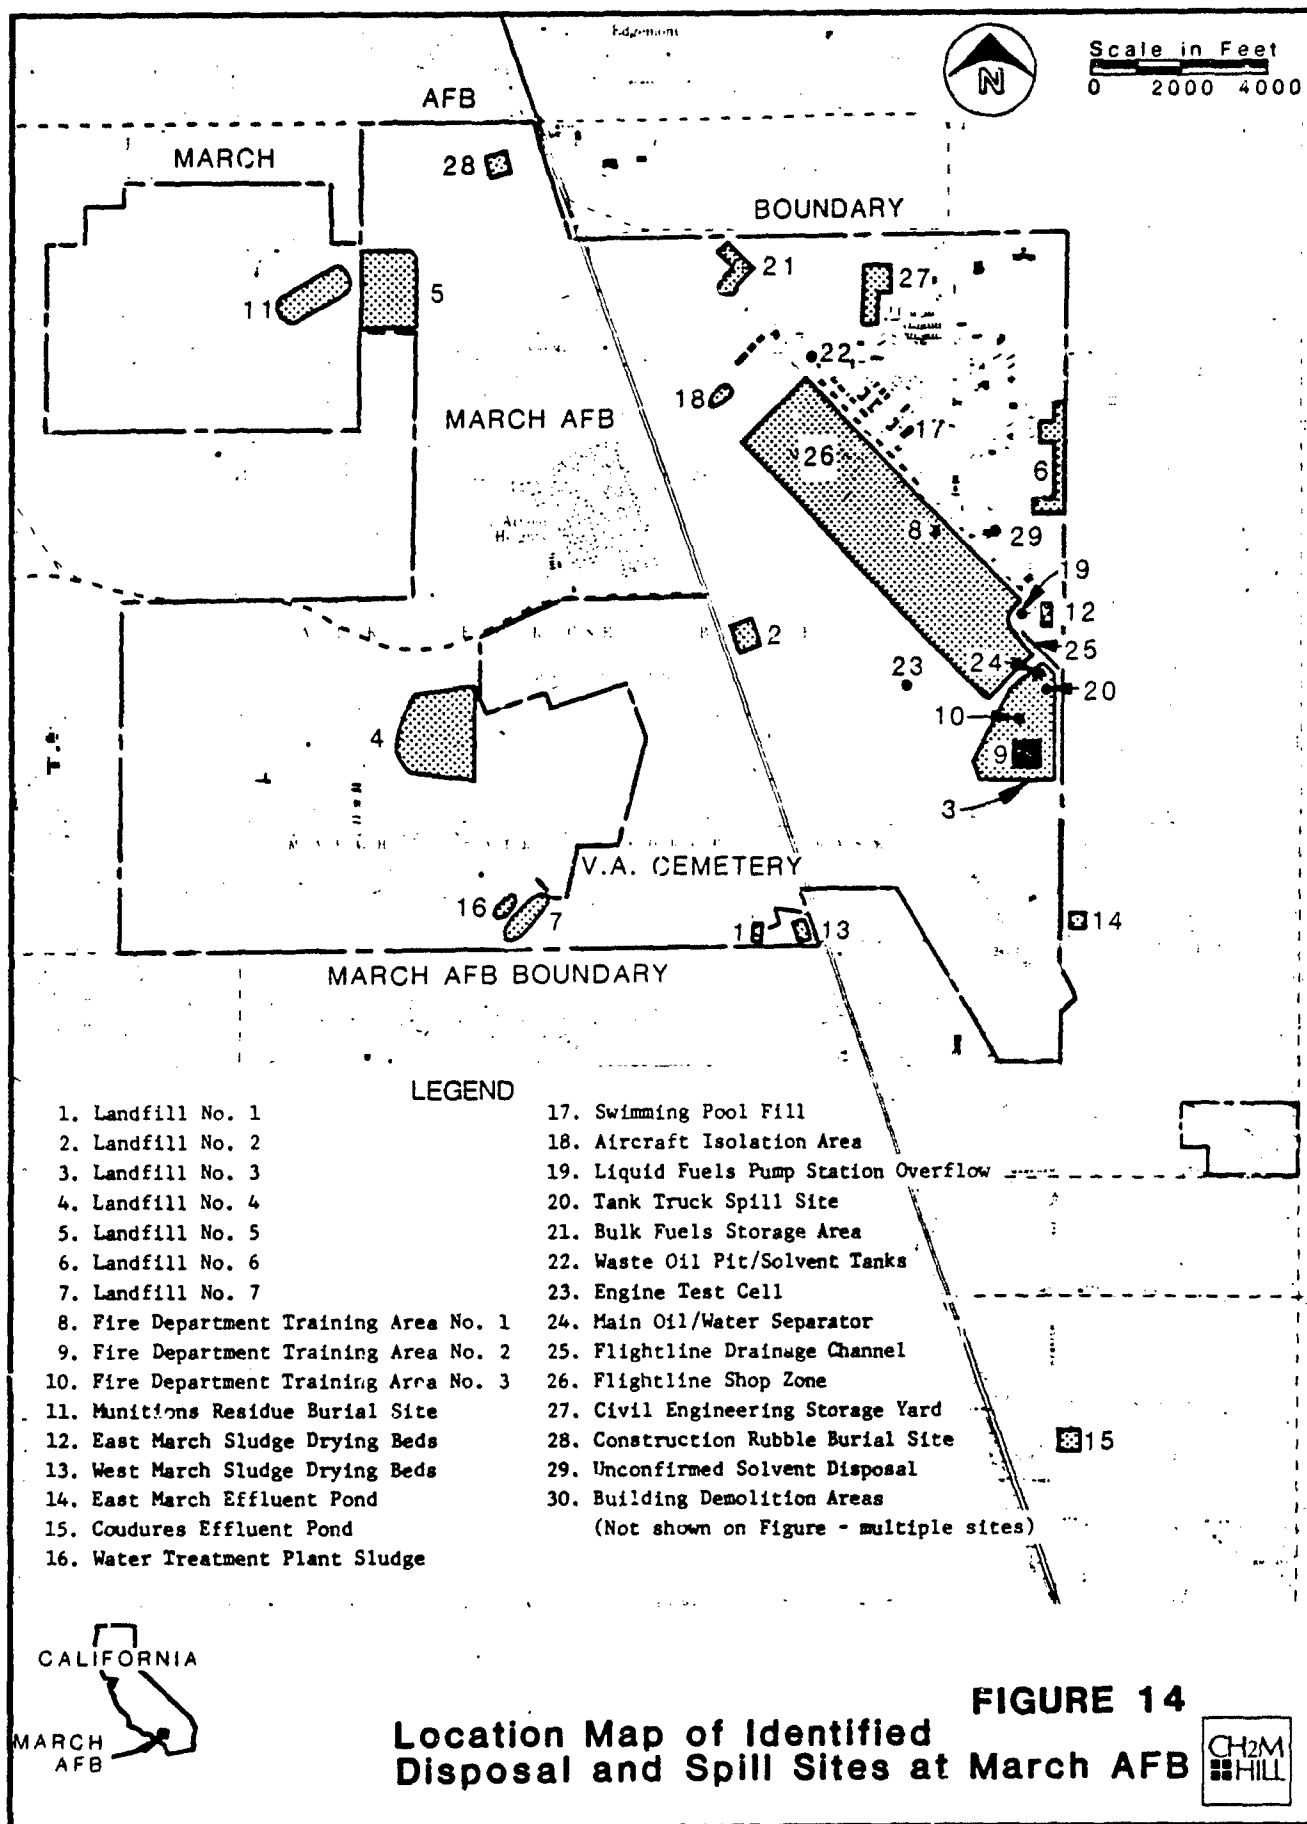 Edgemont
Scale in Feet
0 2000 4000
N
AFB
MARCH
28
BOUNDARY
21
27
11
5
22
18
MARCH AFB
17
26
6
8
29
19
12
2
25
24
23
20
10
4
9
3
V.A. CEMETERY
16
7
1
13
14
MARCH AFB BOUNDARY
LEGEND
1. Landfill No. 1
2. Landfill No. 2
3. Landfill No. 3
4. Landfill No. 4
5. Landfill No. 5
6. Landfill No. 6
7. Landfill No. 7
8. Fire Department Training Area No. 1
9. Fire Department Training Area No. 2
10. Fire Department Training Area No. 3
11. Munitions Residue Burial Site
12. East March Sludge Drying Beds
13. West March Sludge Drying Beds
14. East March Effluent Pond
15. Coudures Effluent Pond
16. Water Treatment Plant Sludge
17. Swimming Pool Fill
18. Aircraft Isolation Area
19. Liquid Fuels Pump Station Overflow
20. Tank Truck Spill Site
21. Bulk Fuels Storage Area
22. Waste Oil Pit/Solvent Tanks
23. Engine Test Cell
24. Main Oil/Water Separator
25. Flightline Drainage Channel
26. Flightline Shop Zone
27. Civil Engineering Storage Yard
28. Construction Rubble Burial Site
29. Unconfirmed Solvent Disposal
30. Building Demolition Areas
(Not shown on Figure - multiple sites)
15
CALIFORNIA
MARCH
AFB
FIGURE 14
Location Map of Identified
Disposal and Spill Sites at March AFB
CH2M
HILL